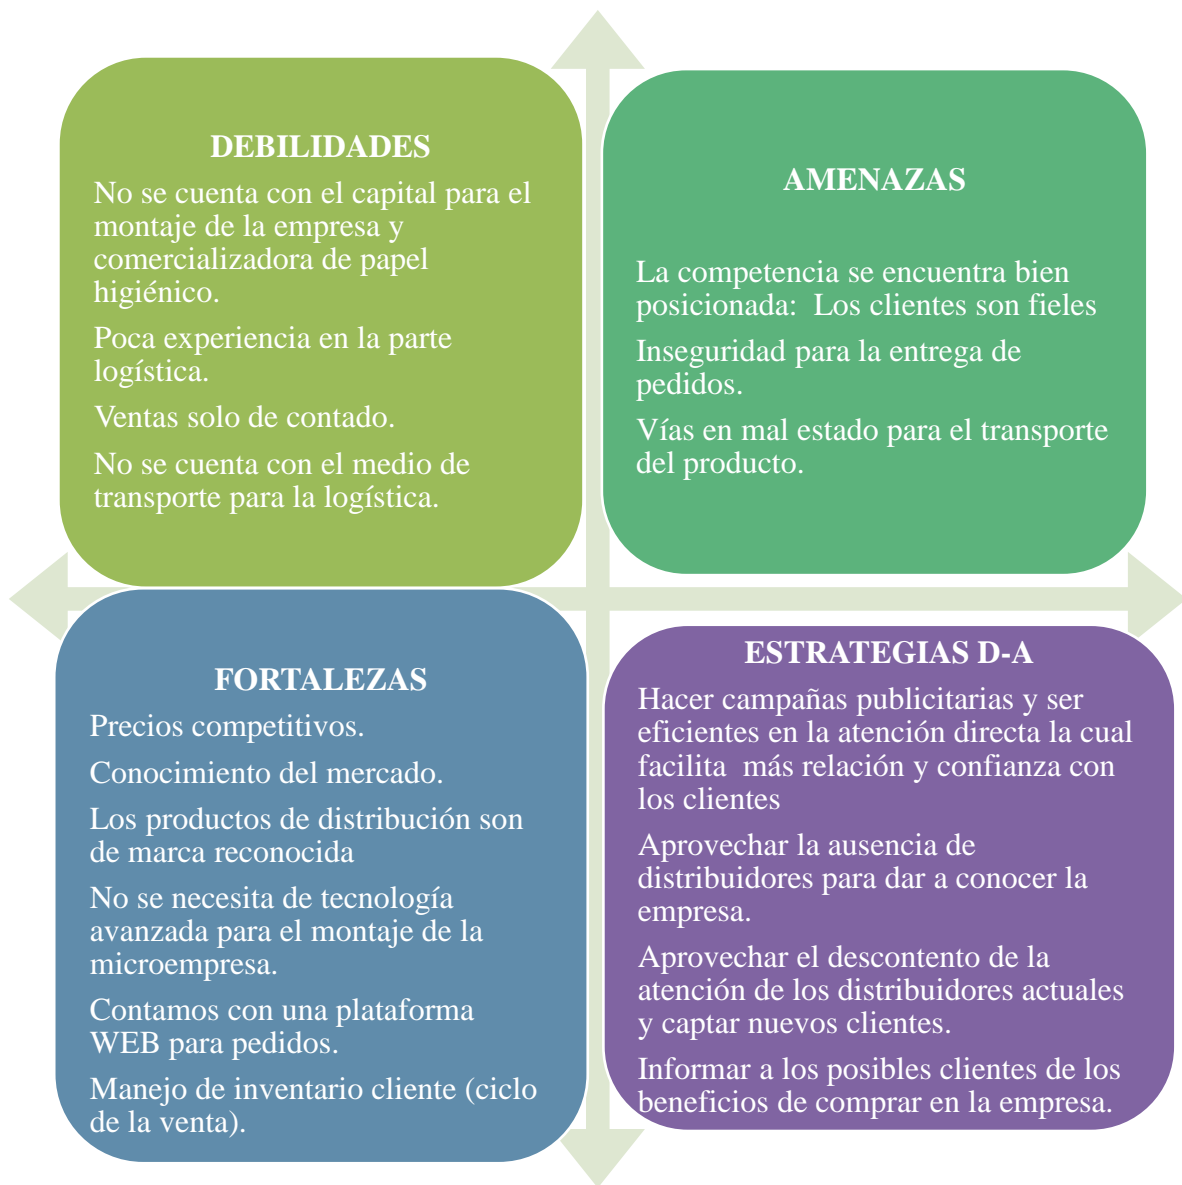 DEBILIDADES
No se cuenta con el capital para el
montaje de la empresa y
comercializadora de papel
higiénico.
Poca experiencia en la parte
logística.
Ventas solo de contado.
No se cuenta con el medio de
transporte para la logística.
AMENAZAS
La competencia se encuentra bien
posicionada:  Los clientes son fieles
Inseguridad para la entrega de
pedidos.
Vías en mal estado para el transporte
del producto.
FORTALEZAS
Precios competitivos.
Conocimiento del mercado.
Los productos de distribución son
de marca reconocida
No se necesita de tecnología
avanzada para el montaje de la
microempresa.
Contamos con una plataforma
WEB para pedidos.
Manejo de inventario cliente (ciclo
de la venta).
ESTRATEGIAS D-A
Hacer campañas publicitarias y ser
eficientes en la atención directa la cual
facilita  más relación y confianza con
los clientes
Aprovechar la ausencia de
distribuidores para dar a conocer la
empresa.
Aprovechar el descontento de la
atención de los distribuidores actuales
y captar nuevos clientes.
Informar a los posibles clientes de los
beneficios de comprar en la empresa.